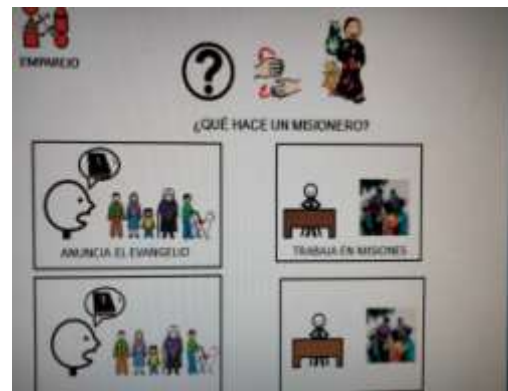 EMPAREJO
¿QUÉ HACE UN MISIONERO?
ANUNCIA EL EVANGELIO
TRABAJA EN MISIONES